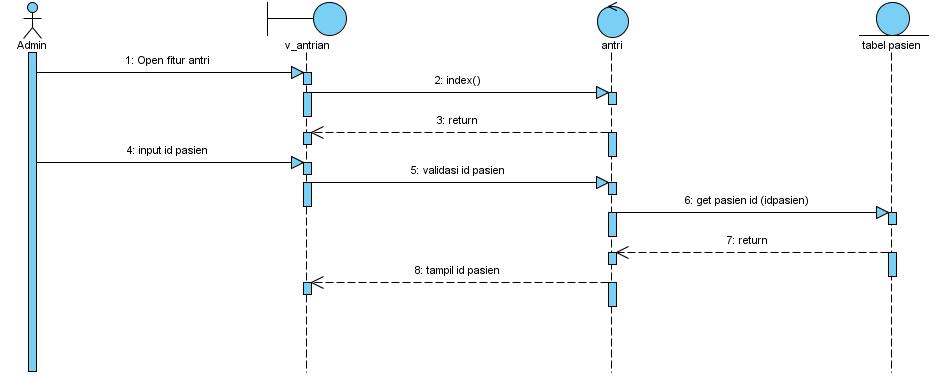 Admin
v_antrian
antri
tabel pasien
1: Open fitur antri
2: index()
3: return
4: input id pasien
5: validasi id pasien
6: get pasien id (idpasien)
7: return
8: tampil id pasien